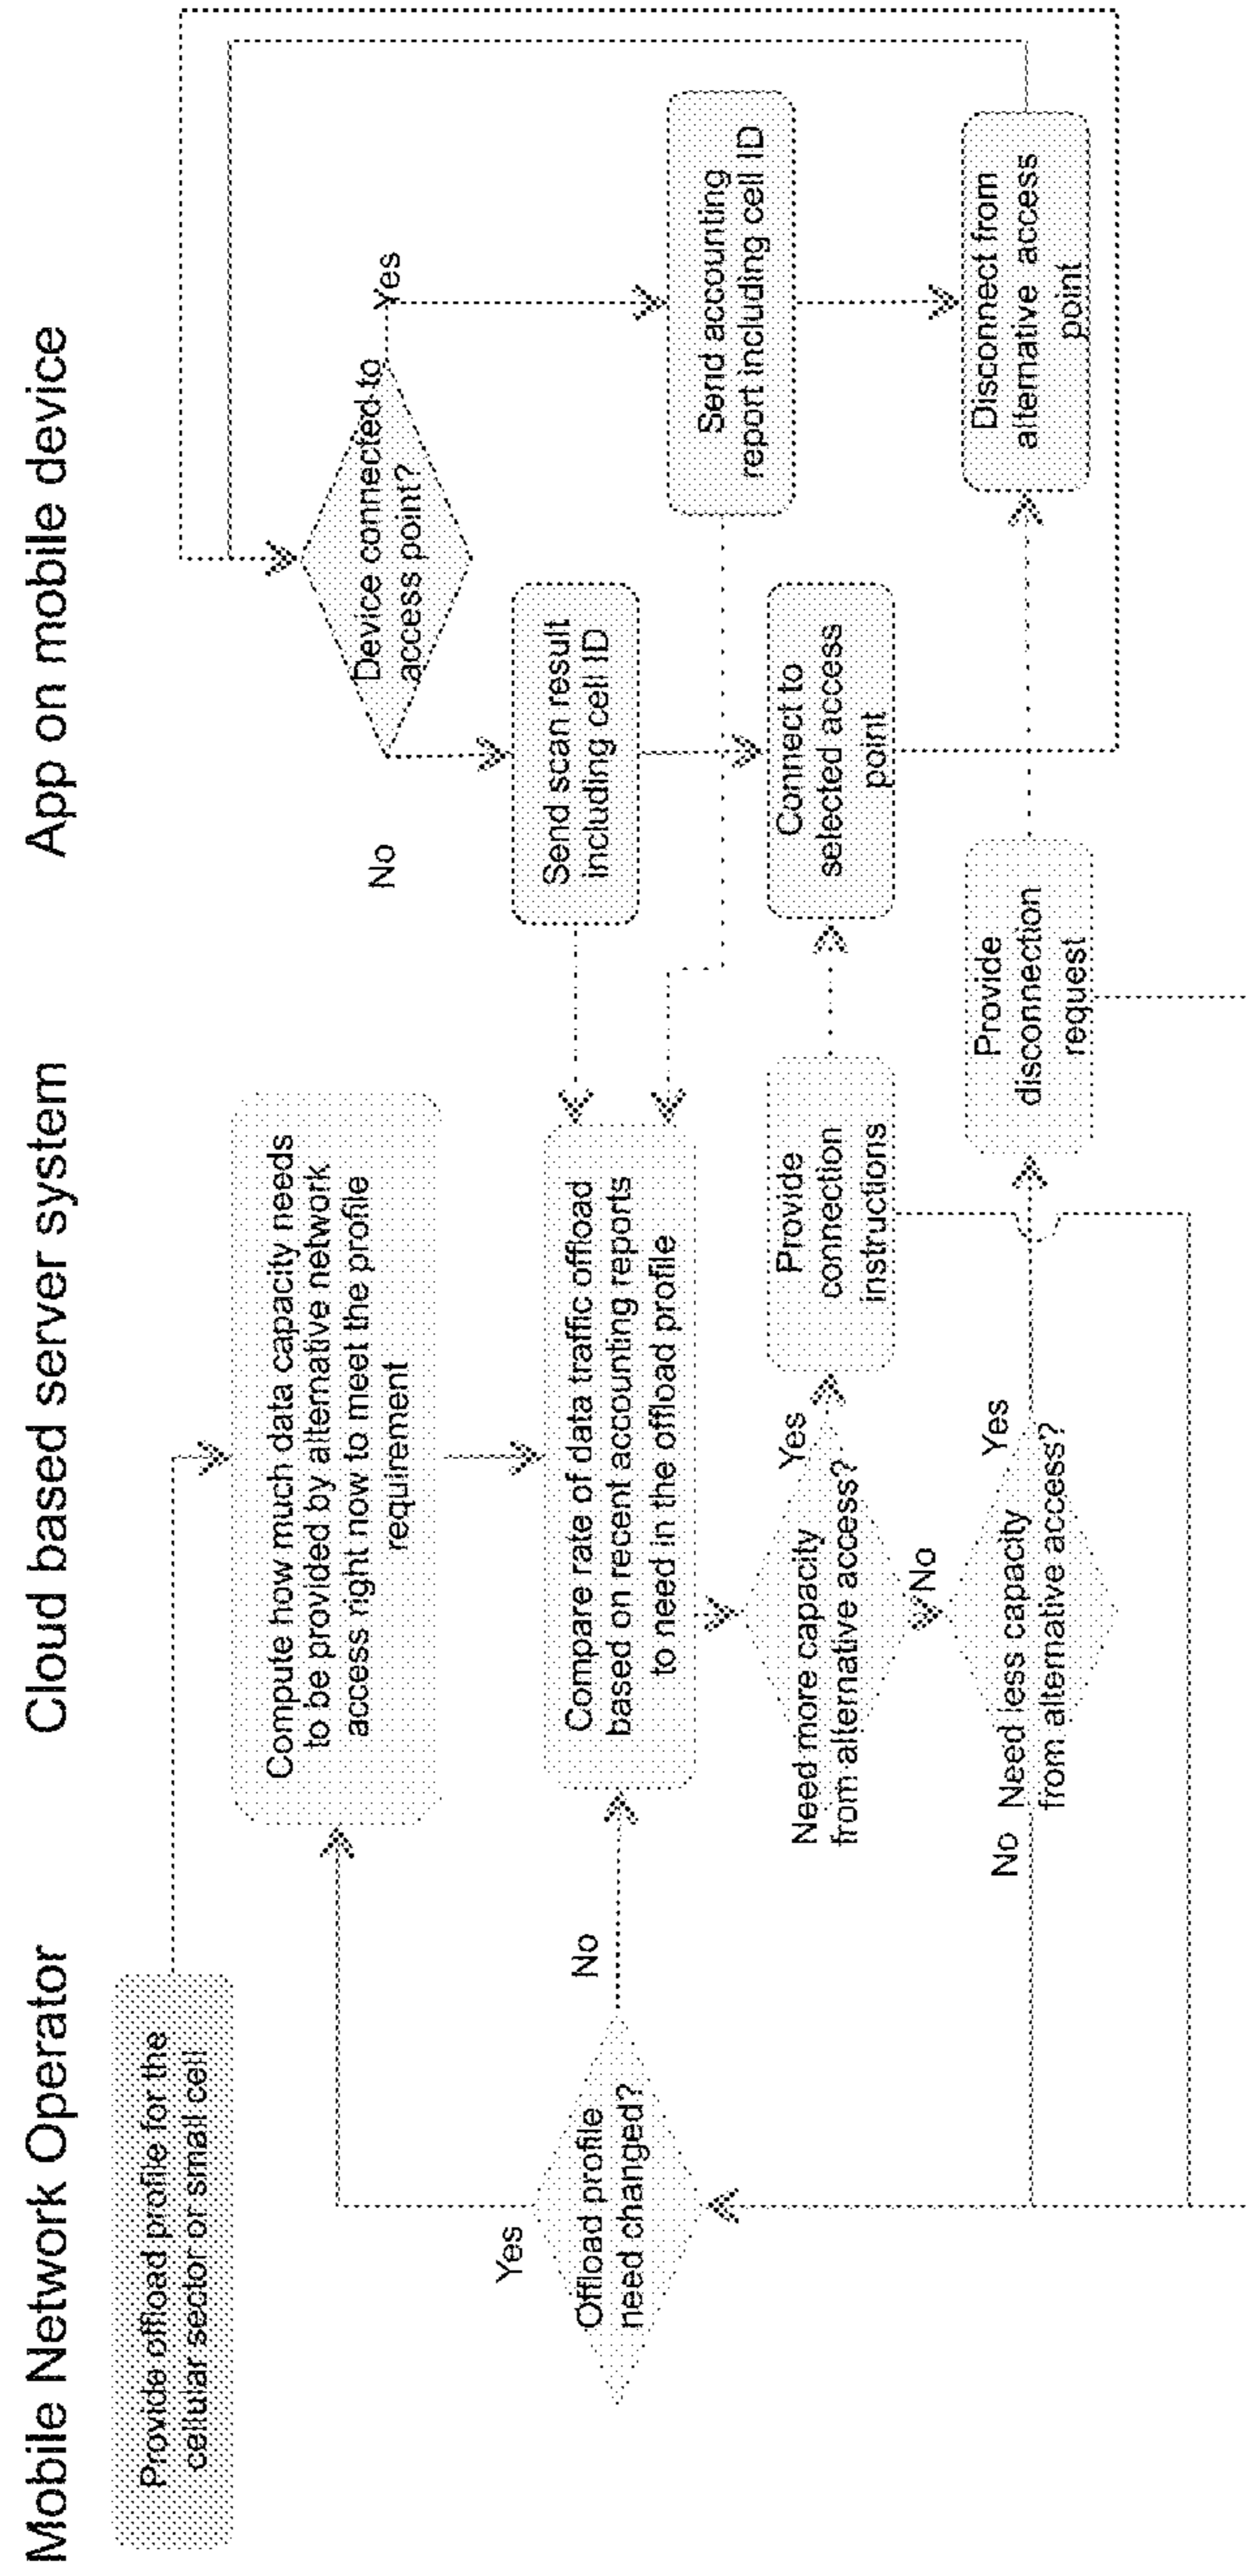 Mobile Network Operator
Cloud based server system
App on mobile device
Provide offload profile for the
cellular sector or small cell
Compute how much data capacity needs
to be provided by alternative network
access right now to meet the profile
requirement
Device connected to
access point?
Yes
No
Send scan result
including cell ID
Send accounting
report including cell ID
Offload profile
need changed?
Yes
No
Compare rate of data traffic offload
based on recent accounting reports
to need in the offload profile
Need more capacity
from alternative access?
Yes
No
Provide
connection
instructions
Connect to
selected access
point
Need less capacity
from alternative access?
No
Yes
Provide
disconnection
request
Disconnect from
alternative access
point